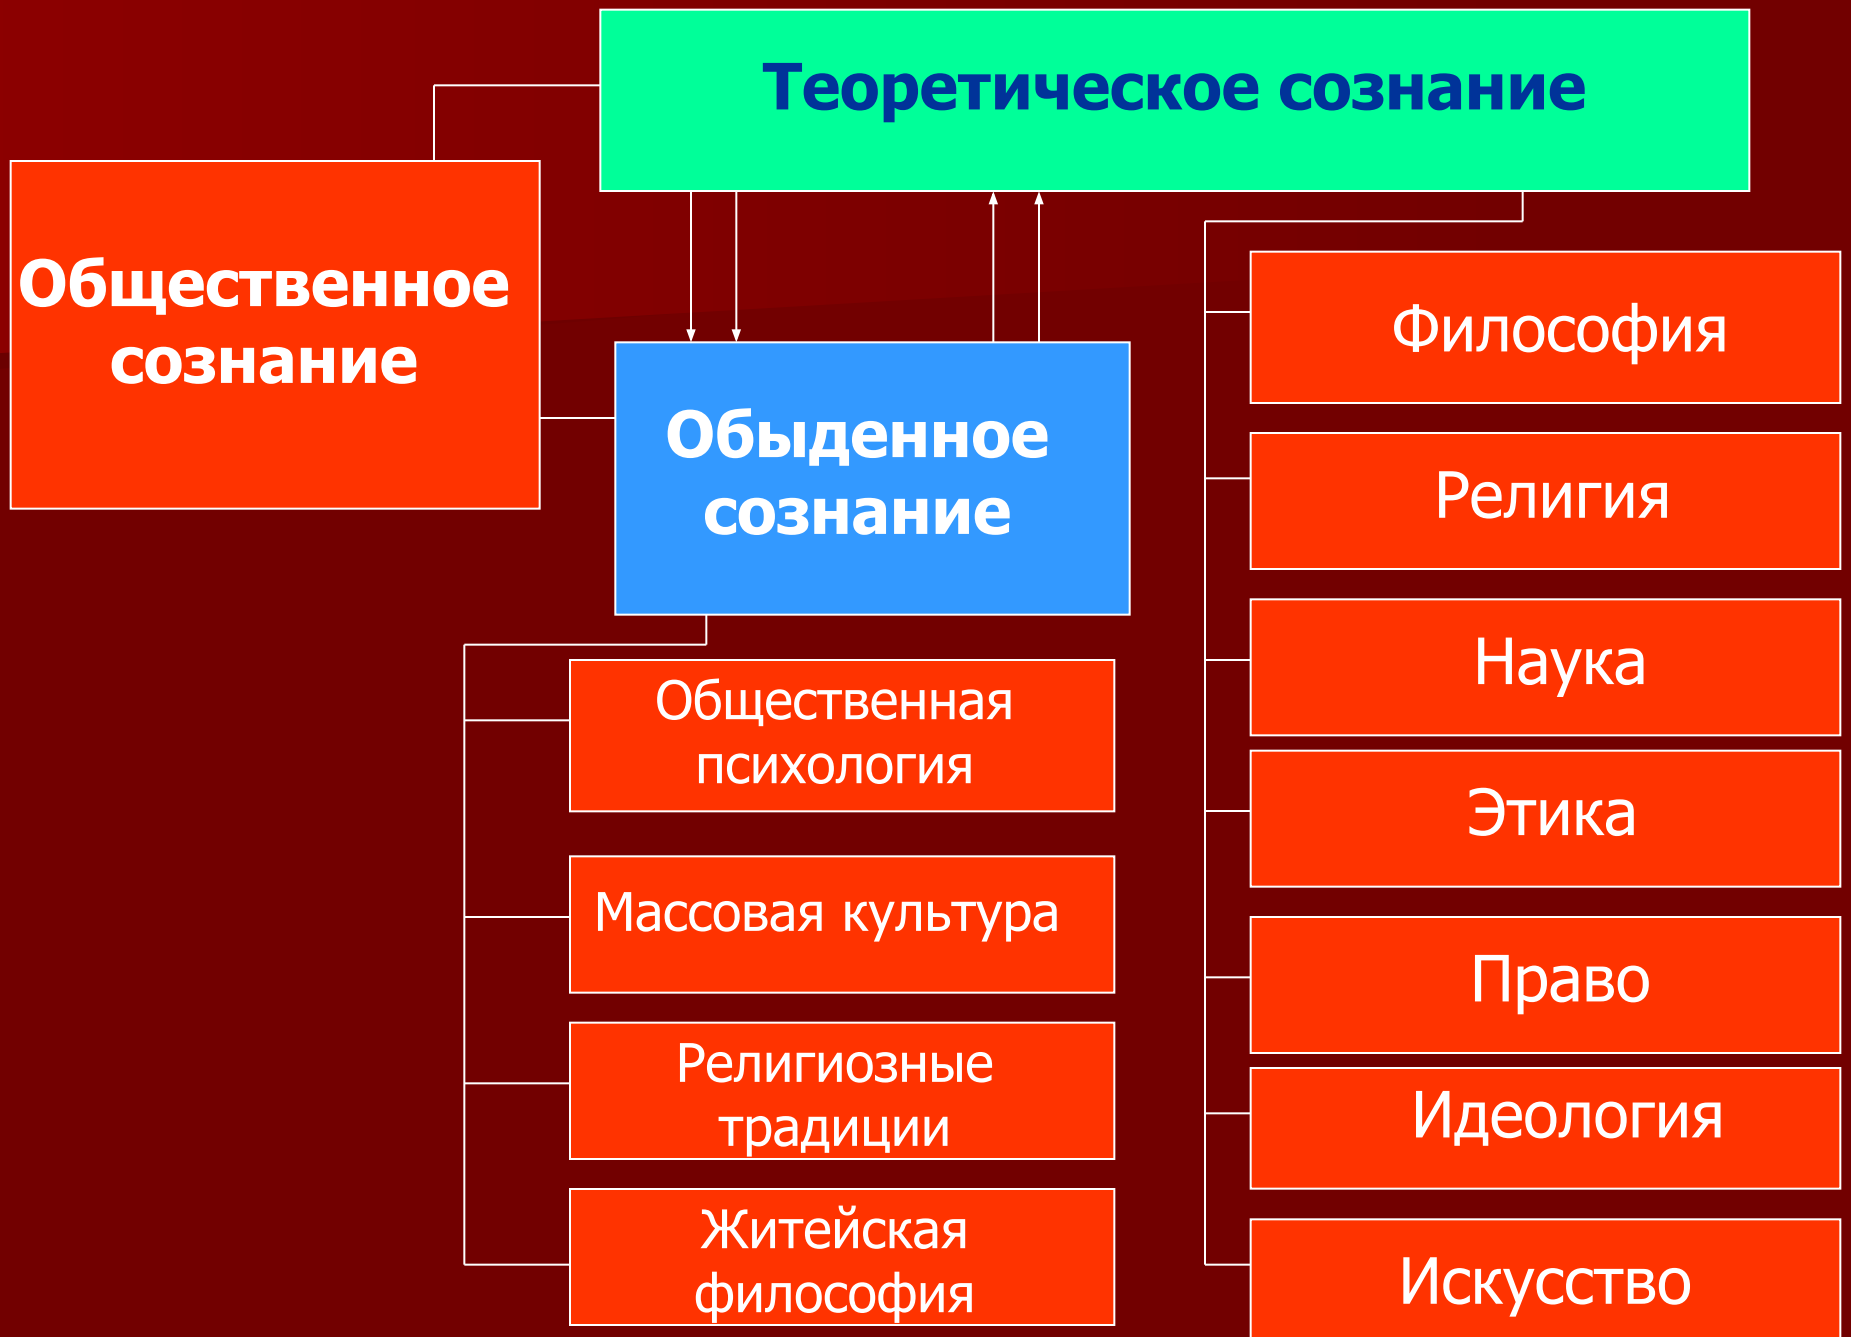 Теоретическое сознание
Общественное
сознание
Обыденное
сознание
Общественная
психология
Массовая культура
Религиозные
традиции
Житейская
философия
Философия
Религия
Наука
Этика
Право
Идеология
Искусство